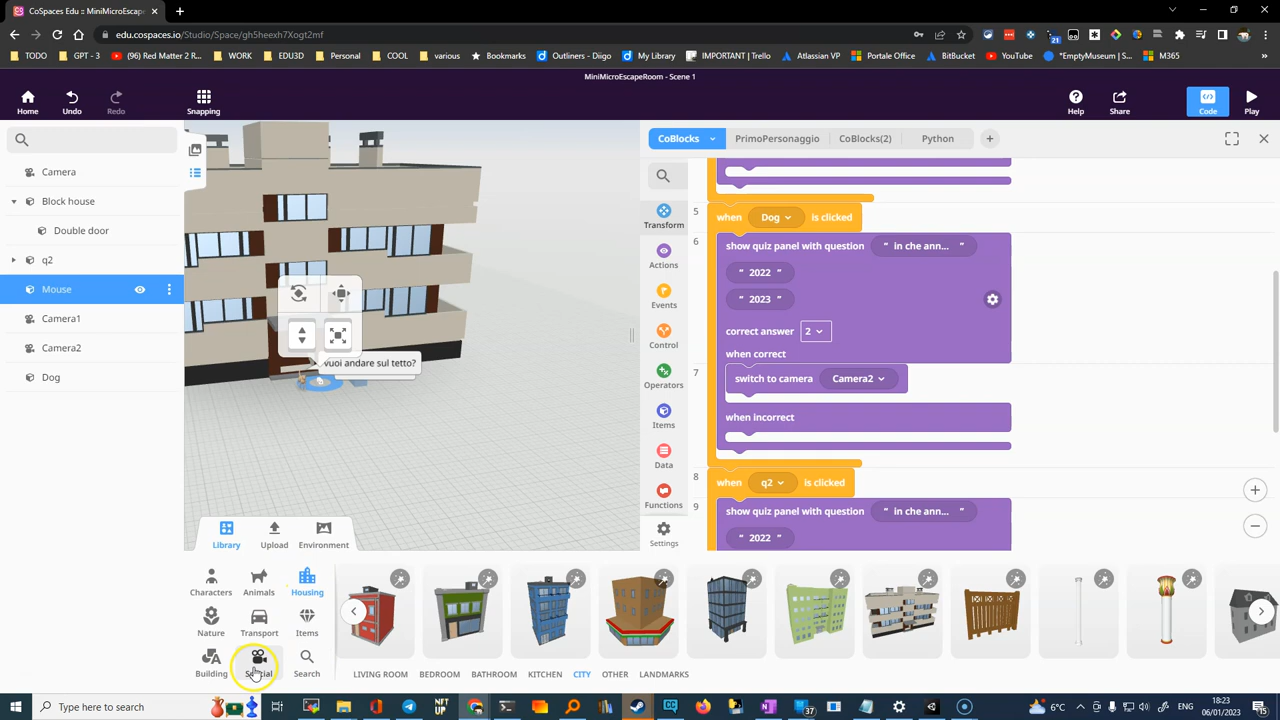 CoSpaces Edu = MiniMicroEscap
edu.cospaces.io/Studio/Space/xh7Xogt2mf
TODO
GPT - 3
(96) Red Matter 2 R...
EDU3D
Personal
COOL
various
Bookmarks
Outliners - Diigo
My Library
IMPORTANT | Trello
Atlassian VP
Portale Office
BitBucket
YouTube
"EmptyMuseum | S...
M365
MiniMicroEscapeRoom - Scene 1
Home
Undo
Redo
Snapping
Help
Share
Code
Play
Camera
Block house
Double door
q2
Mouse
Camera1
Camera2
Dog
vuoi andare sul tetto?
CoBlocks
PrimoPersonaggio
CoBlocks(2)
Python
Transform
Actions
Events
Control
Operators
Items
Data
Functions
Settings
5
when Dog is clicked
6
show quiz panel with question " in che ann... "
" 2022 "
" 2023 "
correct answer 2
when correct
7
switch to camera Camera2
when incorrect
8
when q2 is clicked
9
show quiz panel with question " in che ann... "
" 2022 "
Library
Upload
Environment
Characters
Animals
Housing
Nature
Transport
Items
Building
Special
Search
LIVING ROOM
BEDROOM
BATHROOM
KITCHEN
CITY
OTHER
LANDMARKS
Type here to search
6°C
ENG
18:23
06/01/2023